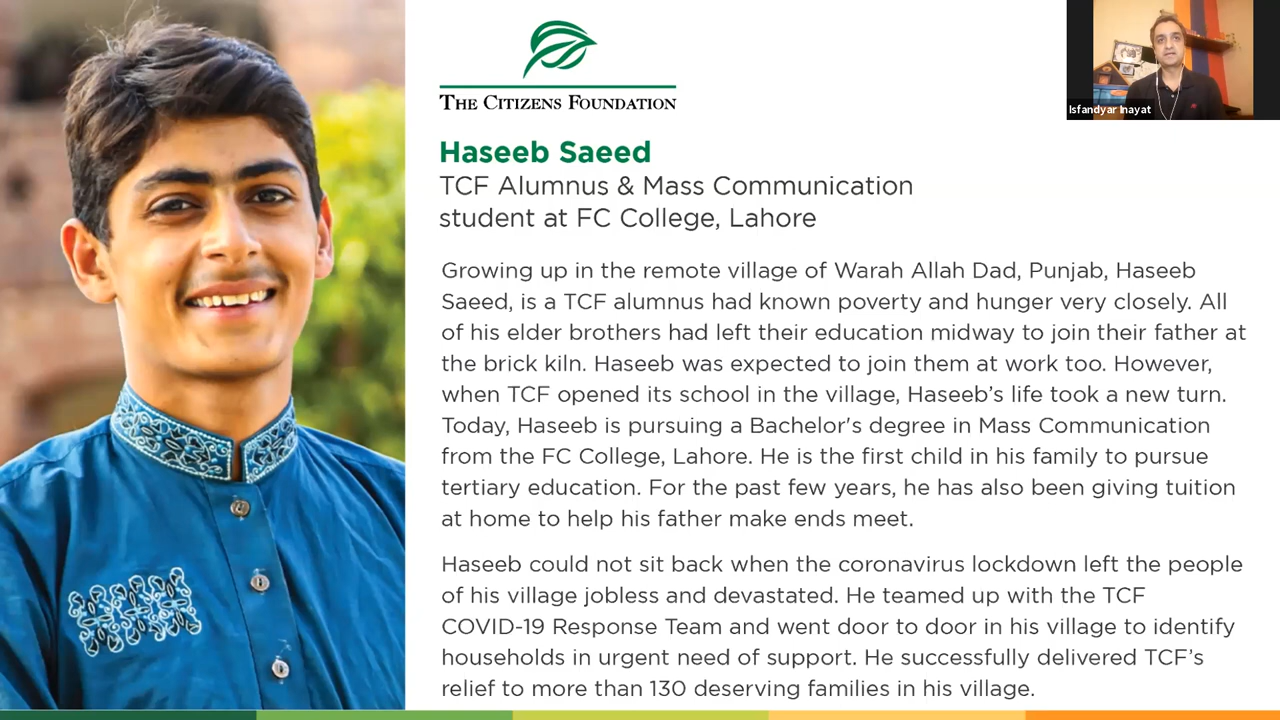 THE CITIZENS FOUNDATION
Isfandyar Inayat
Haseeb Saeed
TCF Alumnus & Mass Communication
student at FC College, Lahore
Growing up in the remote village of Warah Allah Dad, Punjab, Haseeb
Saeed, is a TCF alumnus had known poverty and hunger very closely. All
of his elder brothers had left their education midway to join their father at
the brick kiln. Haseeb was expected to join them at work too. However,
when TCF opened its school in the village, Haseeb’s life took a new turn.
Today, Haseeb is pursuing a Bachelor's degree in Mass Communication
from the FC College, Lahore. He is the first child in his family to pursue
tertiary education. For the past few years, he has also been giving tuition
at home to help his father make ends meet.
Haseeb could not sit back when the coronavirus lockdown left the people
of his village jobless and devastated. He teamed up with the TCF
COVID-19 Response Team and went door to door in his village to identify
households in urgent need of support. He successfully delivered TCF’s
relief to more than 130 deserving families in his village.